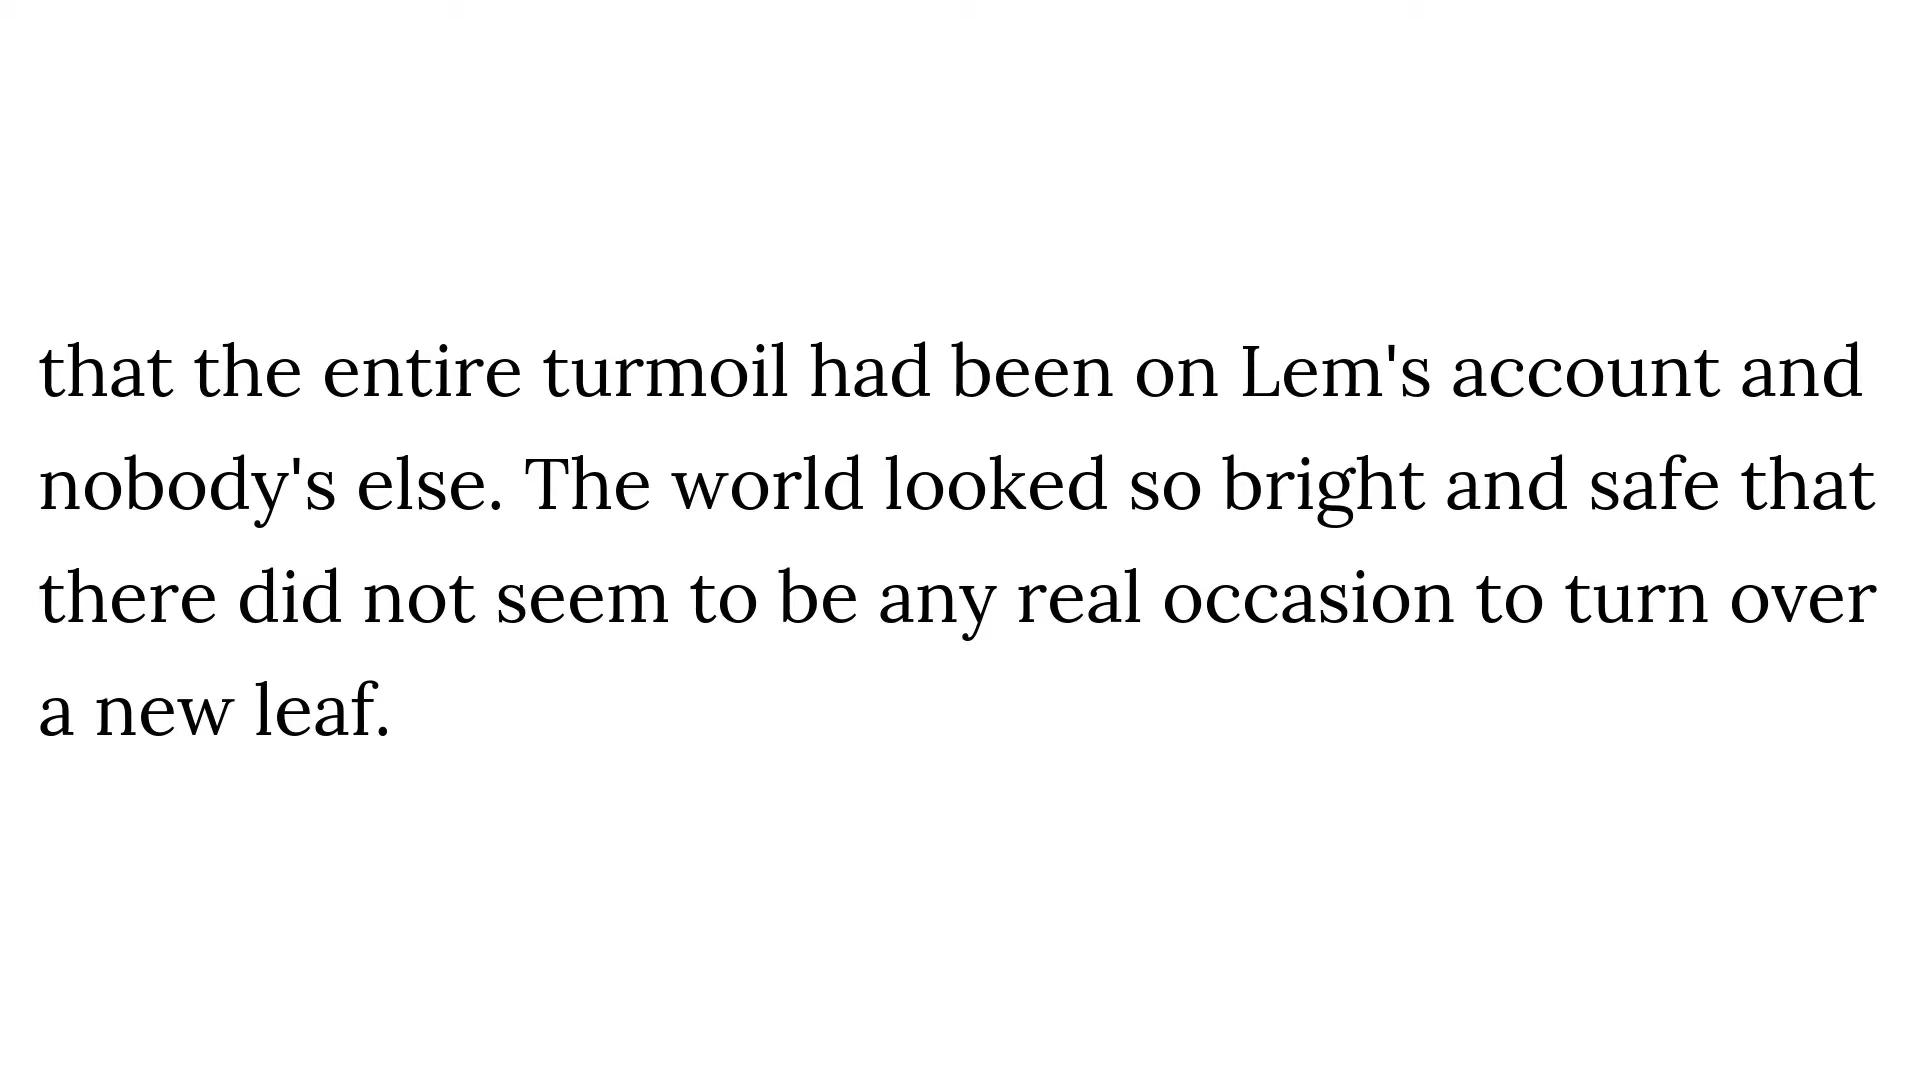 that the entire turmoil had been on Lem's account and
nobody's else. The world looked so bright and safe that
there did not seem to be any real occasion to turn over
a new leaf.